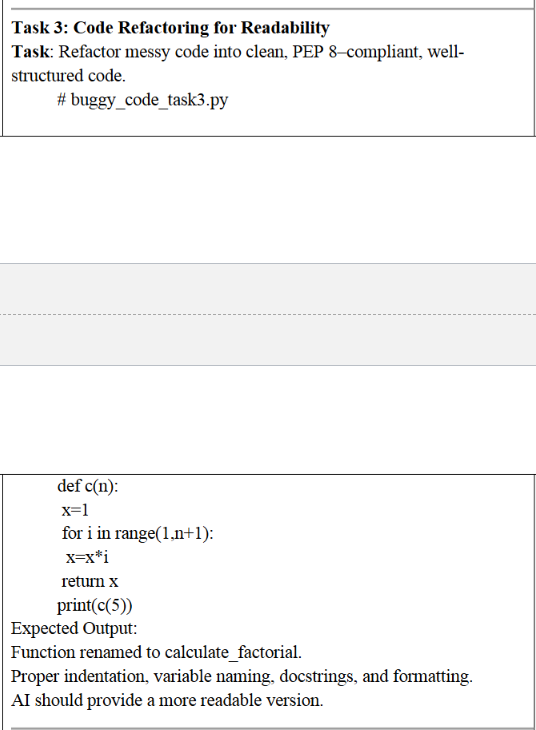 Task 3: Code Refactoring for Readability
Task: Refactor messy code into clean, PEP 8–compliant, well-
structured code.
# buggy_code_task3.py
def c(n):
x=1
for i in range(1,n+1):
x=x*i
return x
print(c(5))
Expected Output:
Function renamed to calculate_factorial.
Proper indentation, variable naming, docstrings, and formatting.
AI should provide a more readable version.